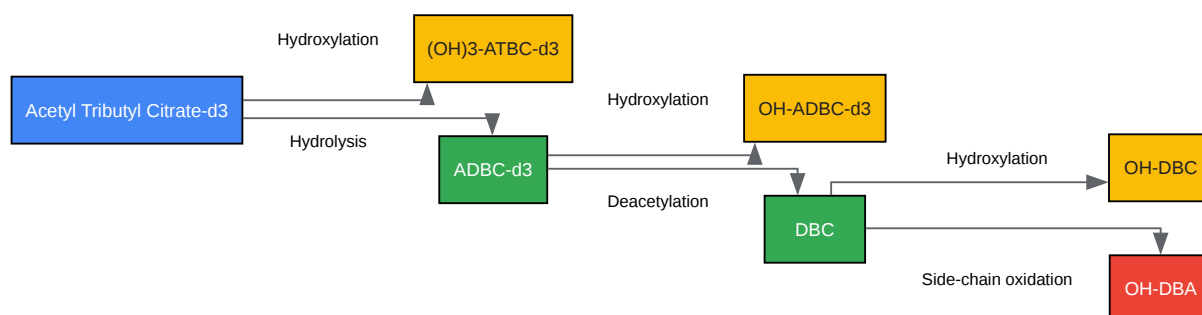 Hydroxylation
(OH)3-ATBC-d3
Acetyl Tributyl Citrate-d3
Hydrolysis
Hydroxylation
OH-ADBC-d3
ADBC-d3
Deacetylation
Hydroxylation
OH-DBC
DBC
Side-chain oxidation
OH-DBA